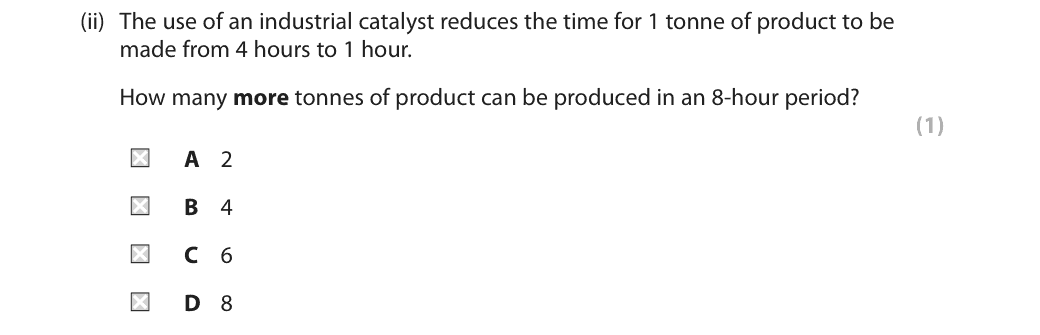 (ii) The use of an industrial catalyst reduces the time for 1 tonne of product to be
made from 4 hours to 1 hour.
How many more tonnes of product can be produced in an 8-hour period?
(1)
A 2
B 4
C 6
D 8